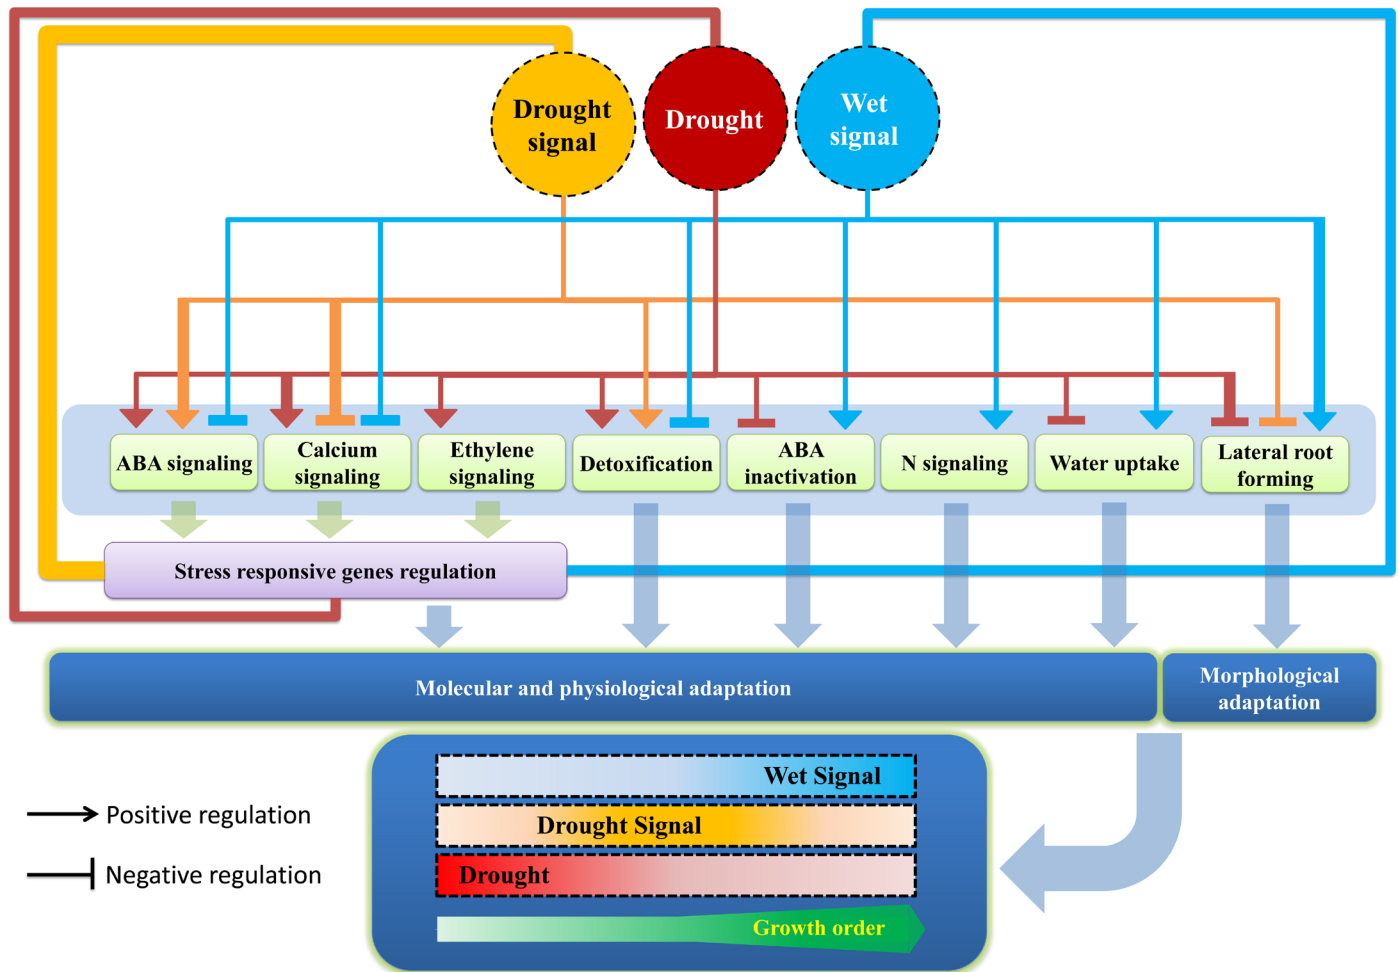 Drought
signal
Drought
Wet
signal
ABA signaling
Calcium
signaling
Ethylene
signaling
Detoxification
ABA
inactivation
N signaling
Water uptake
Lateral root
forming
Stress responsive genes regulation
Molecular and physiological adaptation
Morphological
adaptation
Positive regulation
Negative regulation
Wet Signal
Drought Signal
Drought
Growth order